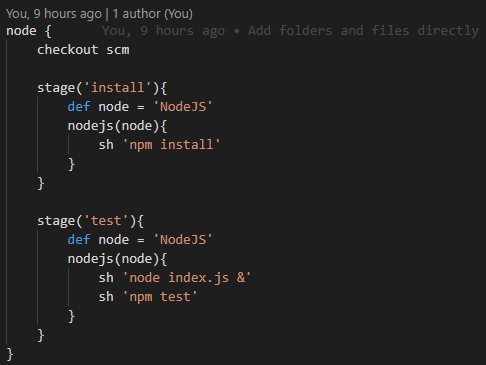 You, 9 hours ago | 1 author (You)
node {        You, 9 hours ago • Add folders and files directly
    checkout scm

    stage('install'){
        def node = 'NodeJS'
        nodejs(node){
            sh 'npm install'
        }
    }

    stage('test'){
        def node = 'NodeJS'
        nodejs(node){
            sh 'node index.js &'
            sh 'npm test'
        }
    }
}